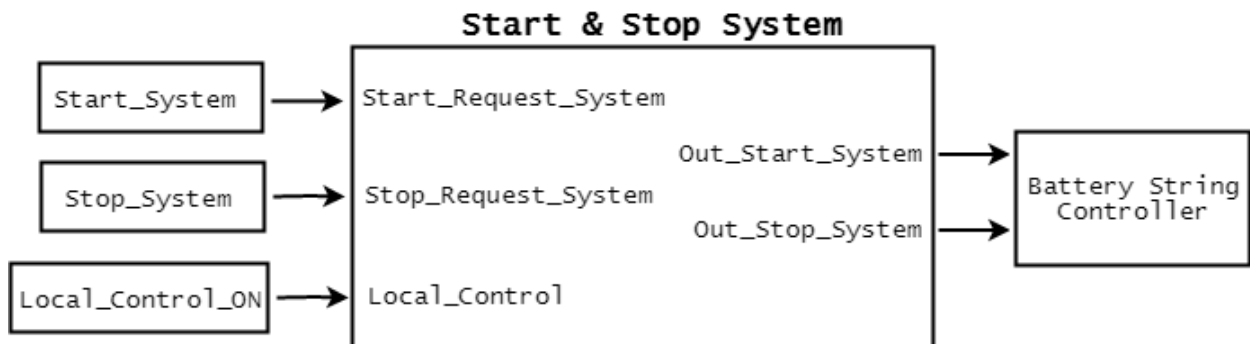 Start & Stop System
Start_System
Start_Request_System
Out_Start_System
Stop_System
Stop_Request_System
Out_Stop_System
Battery String
Controller
Local_Control_ON
Local_Control